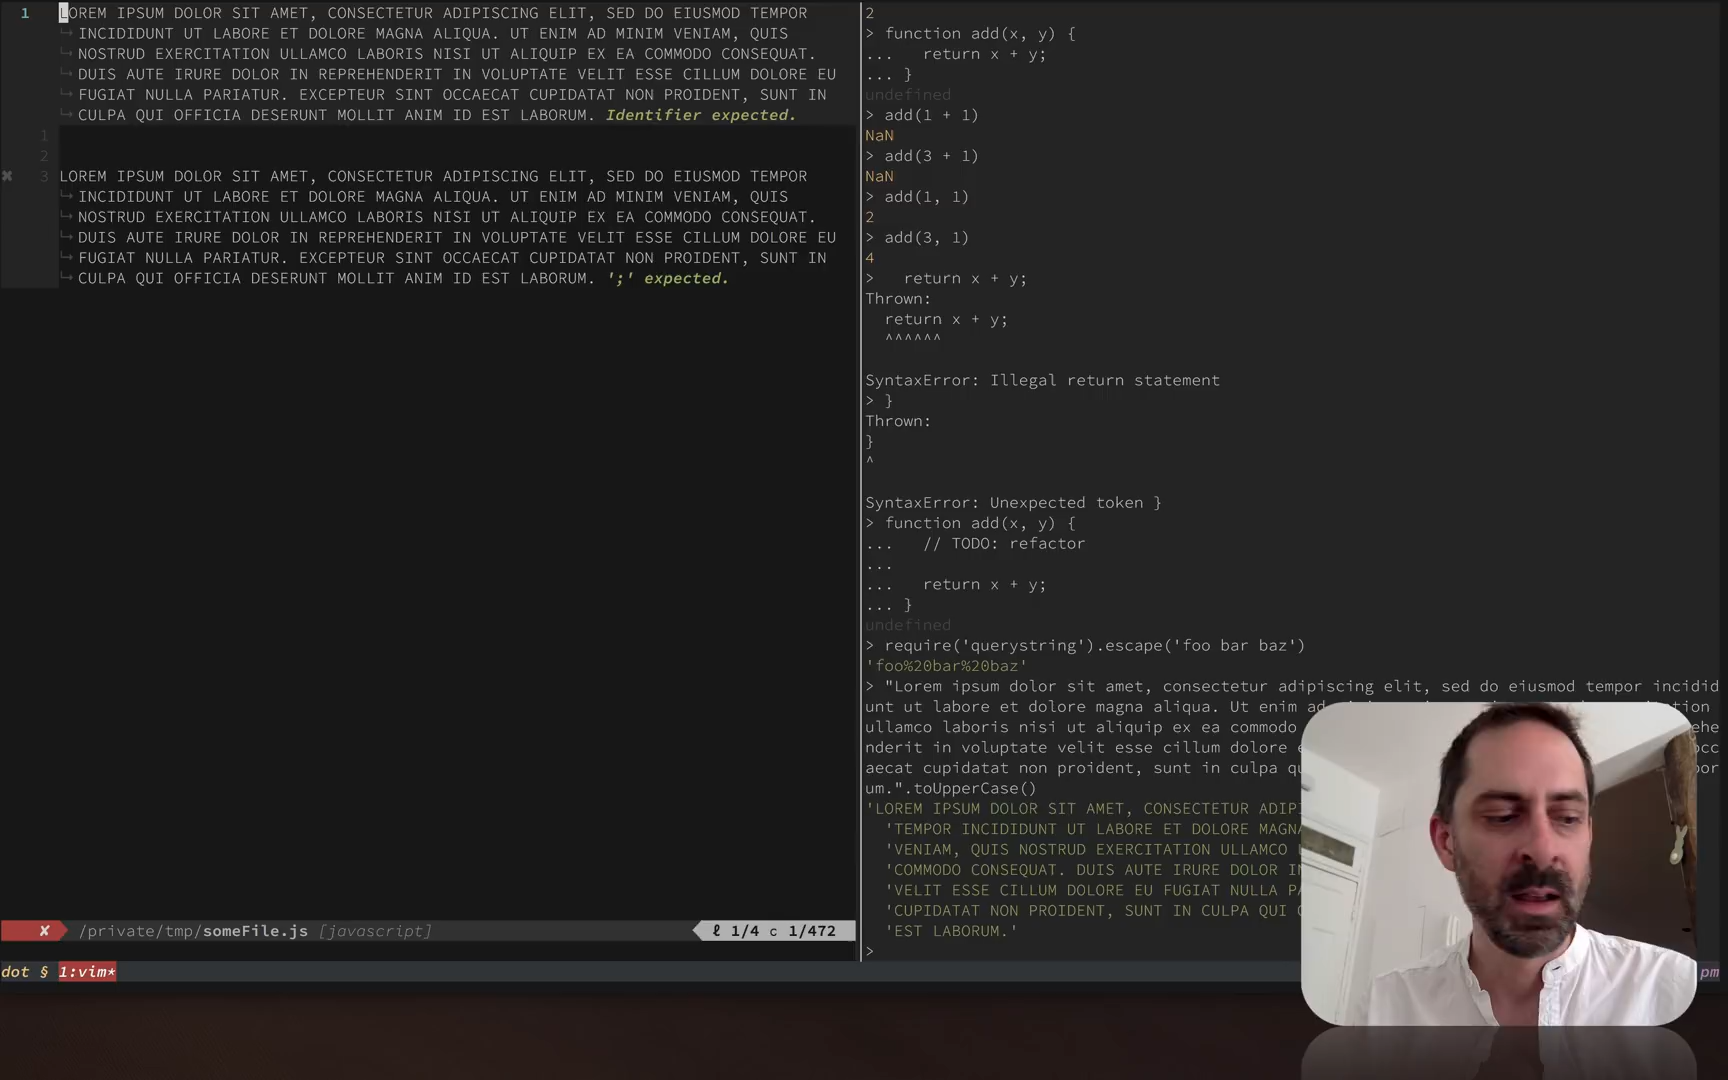 1 LOREM IPSUM DOLOR SIT AMET, CONSECTETUR ADIPISCING ELIT, SED DO EIUSMOD TEMPOR
INCIDIDUNT UT LABORE ET DOLORE MAGNA ALIQUA. UT ENIM AD MINIM VENIAM, QUIS
NOSTRUD EXERCITATION ULLAMCO LABORIS NISI UT ALIQUIP EX EA COMMODO CONSEQUAT.
DUIS AUTE IRURE DOLOR IN REPREHENDERIT IN VOLUPTATE VELIT ESSE CILLUM DOLORE EU
FUGIAT NULLA PARIATUR. EXCEPTEUR SINT OCCAECAT CUPIDATAT NON PROIDENT, SUNT IN
CULPA QUI OFFICIA DESERUNT MOLLIT ANIM ID EST LABORUM. Identifier expected.
1
2
✖ 3 LOREM IPSUM DOLOR SIT AMET, CONSECTETUR ADIPISCING ELIT, SED DO EIUSMOD TEMPOR
INCIDIDUNT UT LABORE ET DOLORE MAGNA ALIQUA. UT ENIM AD MINIM VENIAM, QUIS
NOSTRUD EXERCITATION ULLAMCO LABORIS NISI UT ALIQUIP EX EA COMMODO CONSEQUAT.
DUIS AUTE IRURE DOLOR IN REPREHENDERIT IN VOLUPTATE VELIT ESSE CILLUM DOLORE EU
FUGIAT NULLA PARIATUR. EXCEPTEUR SINT OCCAECAT CUPIDATAT NON PROIDENT, SUNT IN
CULPA QUI OFFICIA DESERUNT MOLLIT ANIM ID EST LABORUM. ';' expected.
✘ /private/tmp/someFile.js [javascript] ℓ 1/4 c 1/472
dot § 1:vim*
2
> function add(x, y) {
...   return x + y;
... }
undefined
> add(1 + 1)
NaN
> add(3 + 1)
NaN
> add(1, 1)
2
> add(3, 1)
4
>   return x + y;
Thrown:
  return x + y;
  ^^^^^^
SyntaxError: Illegal return statement
> }
Thrown:
}
^
SyntaxError: Unexpected token }
> function add(x, y) {
...   // TODO: refactor
...
...   return x + y;
... }
undefined
> require('querystring').escape('foo bar baz')
'foo%20bar%20baz'
> "Lorem ipsum dolor sit amet, consectetur adipiscing elit, sed do eiusmod tempor incidid
unt ut labore et dolore magna aliqua. Ut enim
ullamco laboris nisi ut aliquip ex ea commodo
nderit in voluptate velit esse cillum dolore
aecat cupidatat non proident, sunt in culpa
um.".toUpperCase()
'LOREM IPSUM DOLOR SIT AMET, CONSECTETUR ADIPI
'TEMPOR INCIDIDUNT UT LABORE ET DOLORE MAGNA
'VENIAM, QUIS NOSTRUD EXERCITATION ULLAMCO
'COMMODO CONSEQUAT. DUIS AUTE IRURE DOLOR
'VELIT ESSE CILLUM DOLORE EU FUGIAT NULLA
'CUPIDATAT NON PROIDENT, SUNT IN CULPA QUI
'EST LABORUM.'
>
pm